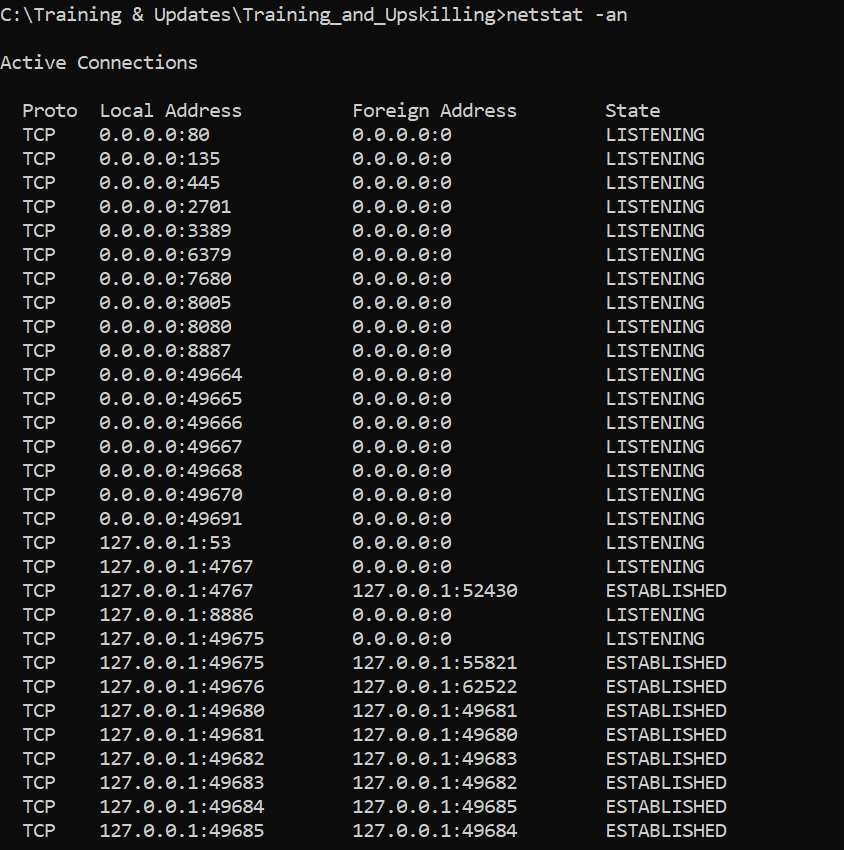 C:\Training & Updates\Training_and_Upskilling>netstat -an
Active Connections
Proto Local Address Foreign Address State
TCP 0.0.0.0:80 0.0.0.0:0 LISTENING
TCP 0.0.0.0:135 0.0.0.0:0 LISTENING
TCP 0.0.0.0:445 0.0.0.0:0 LISTENING
TCP 0.0.0.0:2701 0.0.0.0:0 LISTENING
TCP 0.0.0.0:3389 0.0.0.0:0 LISTENING
TCP 0.0.0.0:6379 0.0.0.0:0 LISTENING
TCP 0.0.0.0:7680 0.0.0.0:0 LISTENING
TCP 0.0.0.0:8005 0.0.0.0:0 LISTENING
TCP 0.0.0.0:8080 0.0.0.0:0 LISTENING
TCP 0.0.0.0:8887 0.0.0.0:0 LISTENING
TCP 0.0.0.0:49664 0.0.0.0:0 LISTENING
TCP 0.0.0.0:49665 0.0.0.0:0 LISTENING
TCP 0.0.0.0:49666 0.0.0.0:0 LISTENING
TCP 0.0.0.0:49667 0.0.0.0:0 LISTENING
TCP 0.0.0.0:49668 0.0.0.0:0 LISTENING
TCP 0.0.0.0:49670 0.0.0.0:0 LISTENING
TCP 0.0.0.0:49691 0.0.0.0:0 LISTENING
TCP 127.0.0.1:53 0.0.0.0:0 LISTENING
TCP 127.0.0.1:4767 0.0.0.0:0 LISTENING
TCP 127.0.0.1:4767 127.0.0.1:52430 ESTABLISHED
TCP 127.0.0.1:8886 0.0.0.0:0 LISTENING
TCP 127.0.0.1:49675 0.0.0.0:0 LISTENING
TCP 127.0.0.1:49675 127.0.0.1:55821 ESTABLISHED
TCP 127.0.0.1:49676 127.0.0.1:62522 ESTABLISHED
TCP 127.0.0.1:49680 127.0.0.1:49681 ESTABLISHED
TCP 127.0.0.1:49681 127.0.0.1:49680 ESTABLISHED
TCP 127.0.0.1:49682 127.0.0.1:49683 ESTABLISHED
TCP 127.0.0.1:49683 127.0.0.1:49682 ESTABLISHED
TCP 127.0.0.1:49684 127.0.0.1:49685 ESTABLISHED
TCP 127.0.0.1:49685 127.0.0.1:49684 ESTABLISHED